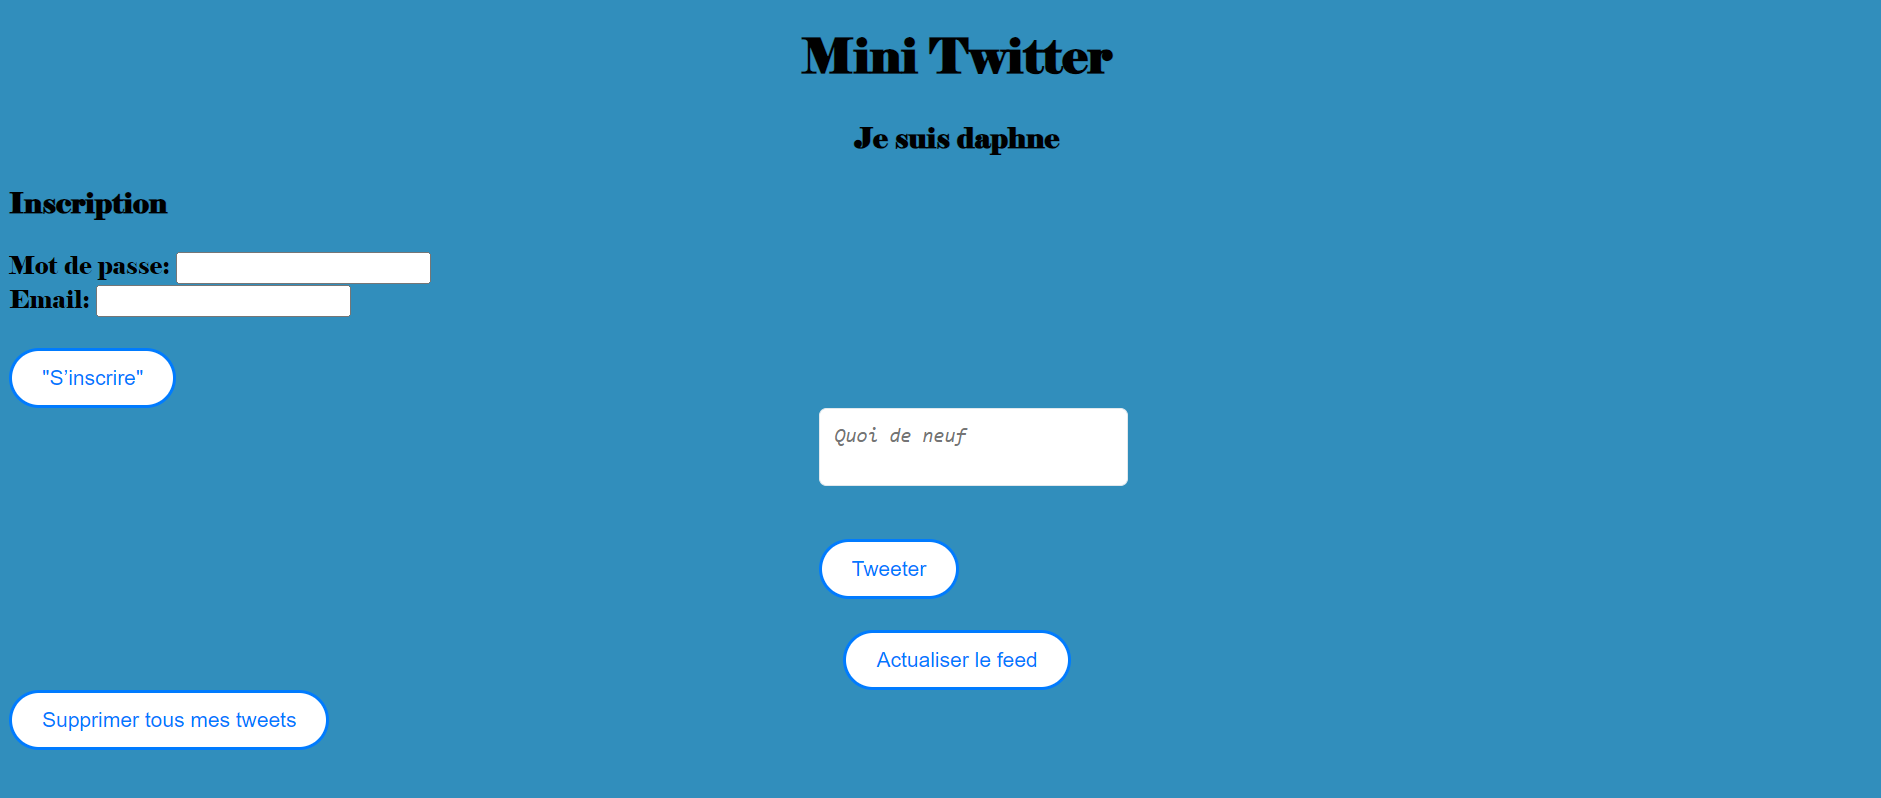 Mini Twitter
Je suis daphne
Inscription
Mot de passe:
Email:
"S’inscrire"
Quoi de neuf
Tweeter
Actualiser le feed
Supprimer tous mes tweets